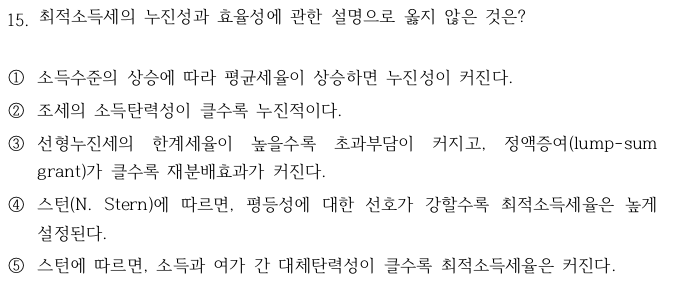 15. 최적소득세의 누진성과 효율성에 관한 설명으로 옳지 않은 것은?
① 소득수준의 상승에 따라 평균세율이 상승하면 누진성이 커진다.
② 조세의 소득탄력성이 클수록 누진적이다.
③ 선형누진세의 한계세율이 높을수록 초과부담이 커지고, 정액증여(lump-sum
grant)가 클수록 재분배효과가 커진다.
④ 스턴(N. Stern)에 따르면, 평등성에 대한 선호가 강할수록 최적소득세율은 높게
설정된다.
⑤ 스턴에 따르면, 소득과 여가 간 대체탄력성이 클수록 최적소득세율은 커진다.